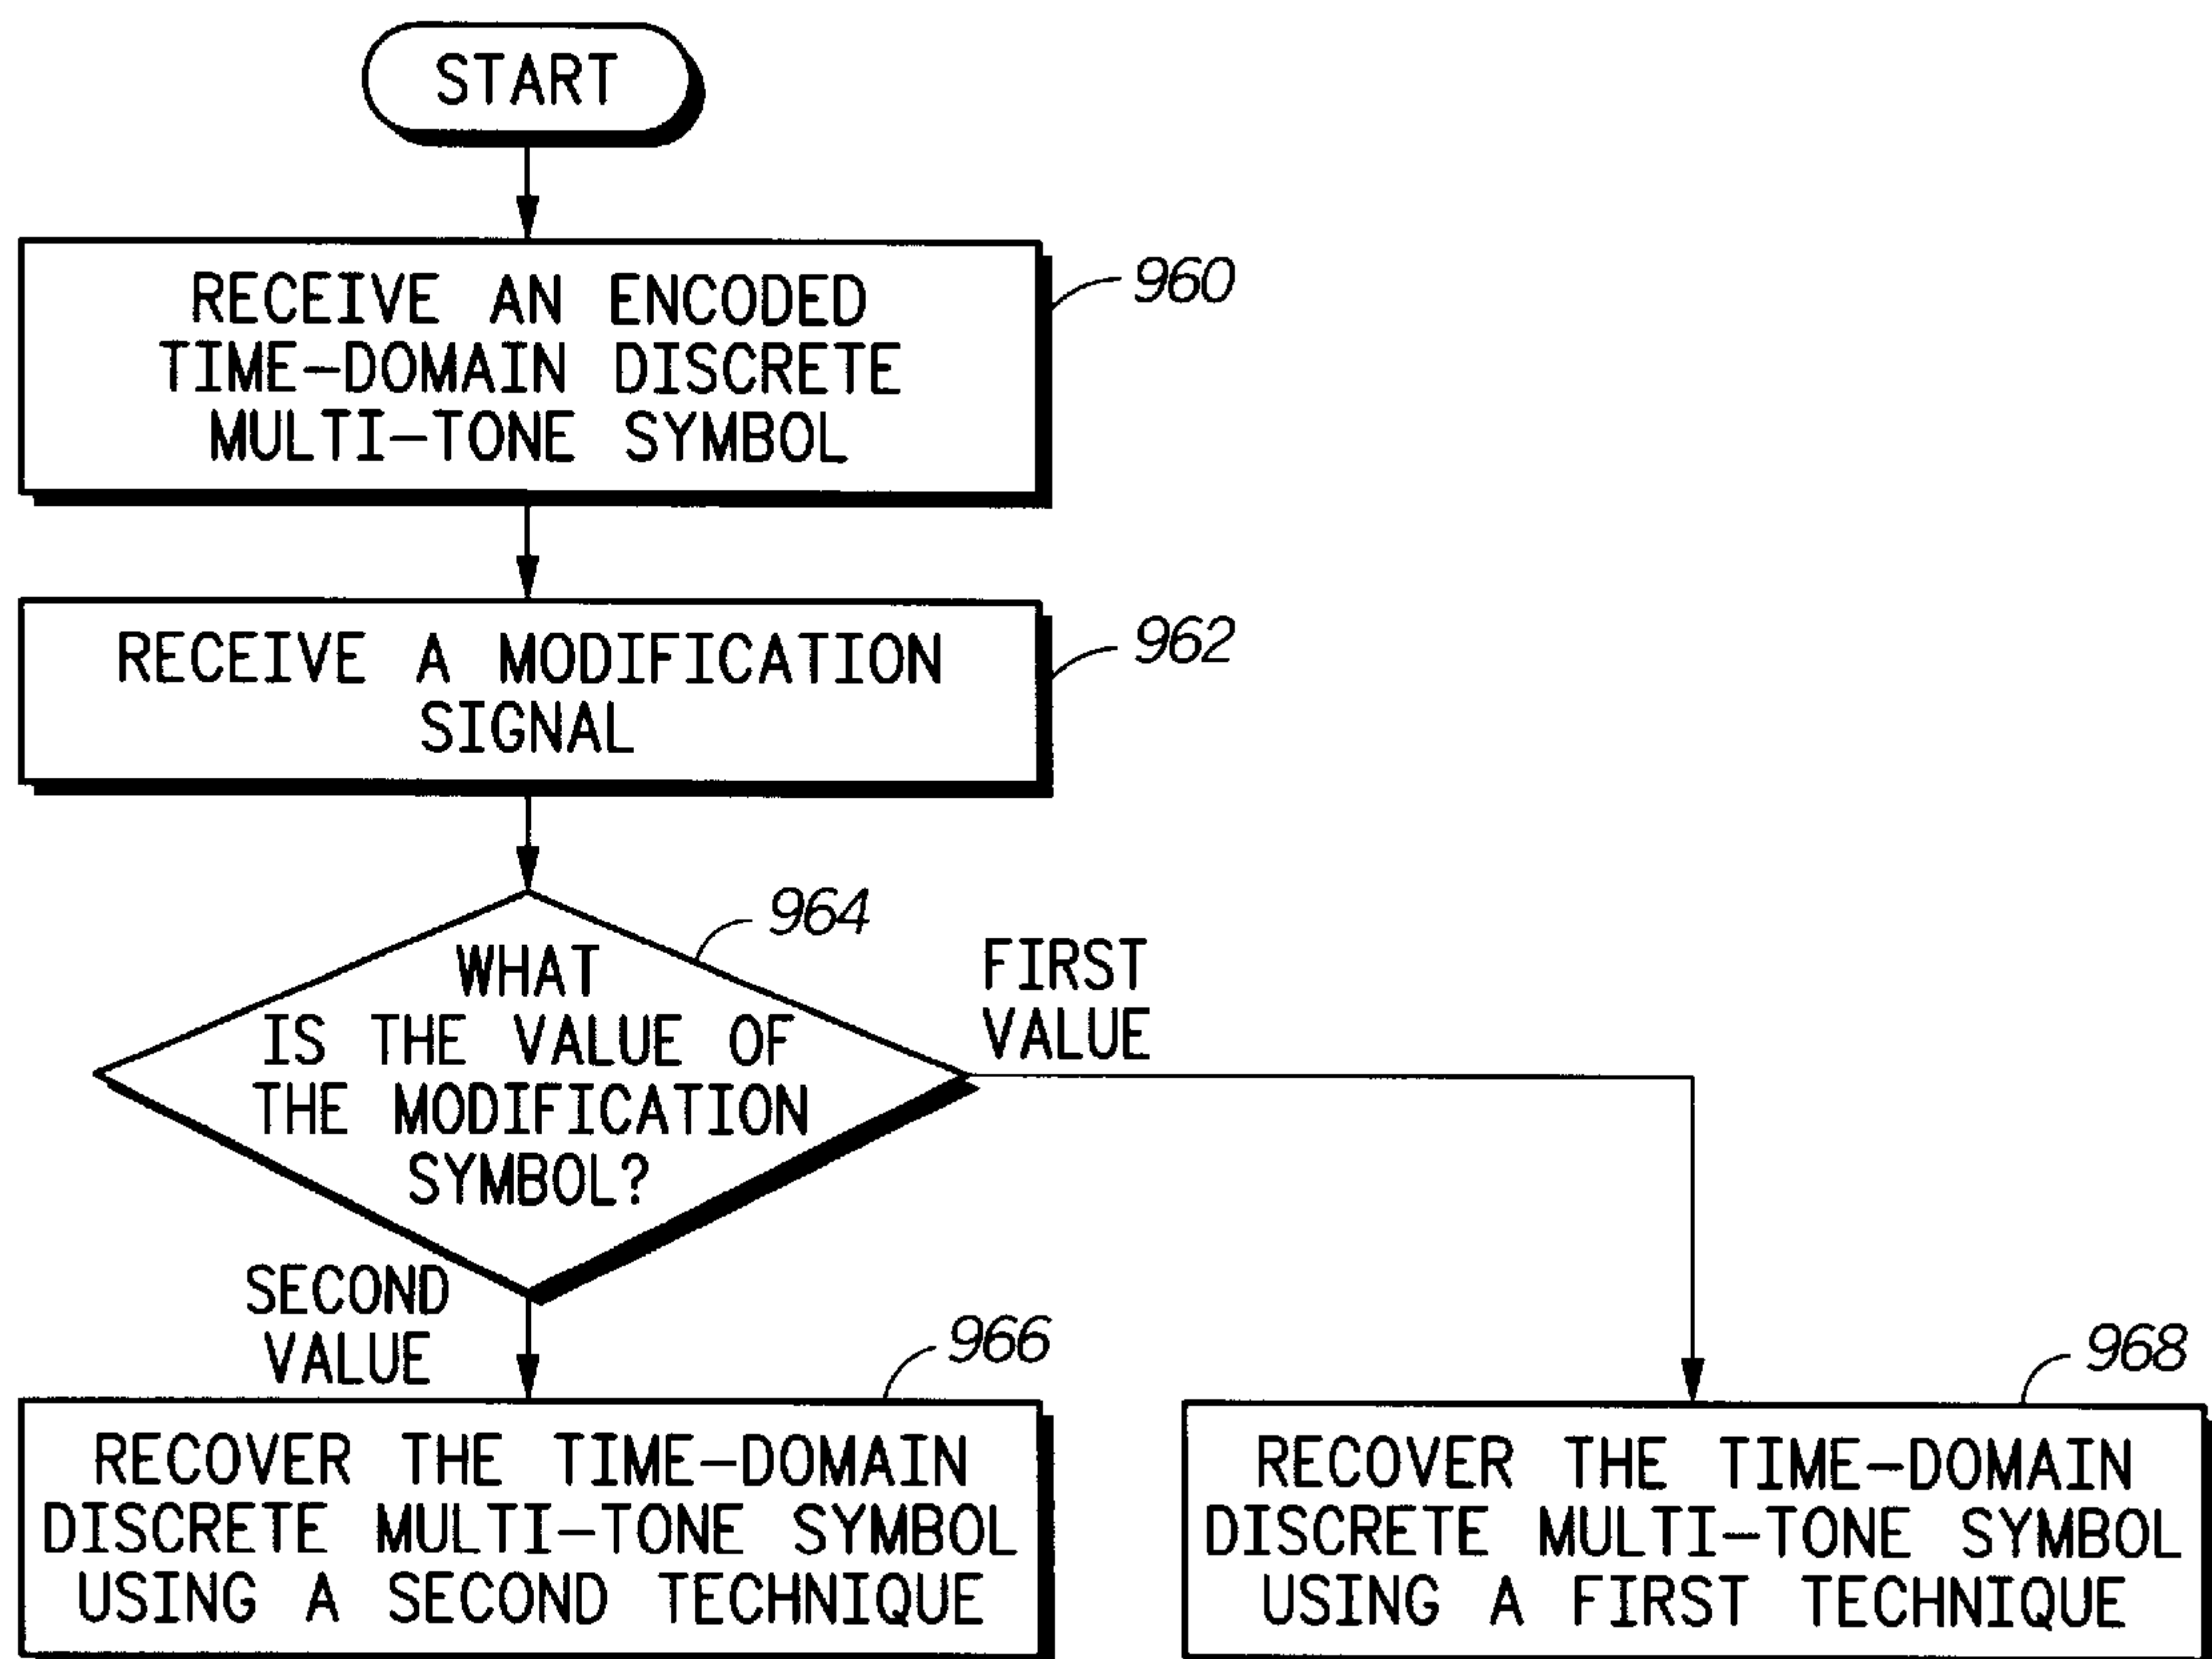 START
RECEIVE AN ENCODED
TIME-DOMAIN DISCRETE
MULTI-TONE SYMBOL
960
RECEIVE A MODIFICATION
SIGNAL
962
964
WHAT
IS THE VALUE OF
THE MODIFICATION
SYMBOL?
FIRST
VALUE
SECOND
VALUE
966
RECOVER THE TIME-DOMAIN
DISCRETE MULTI-TONE SYMBOL
USING A SECOND TECHNIQUE
968
RECOVER THE TIME-DOMAIN
DISCRETE MULTI-TONE SYMBOL
USING A FIRST TECHNIQUE